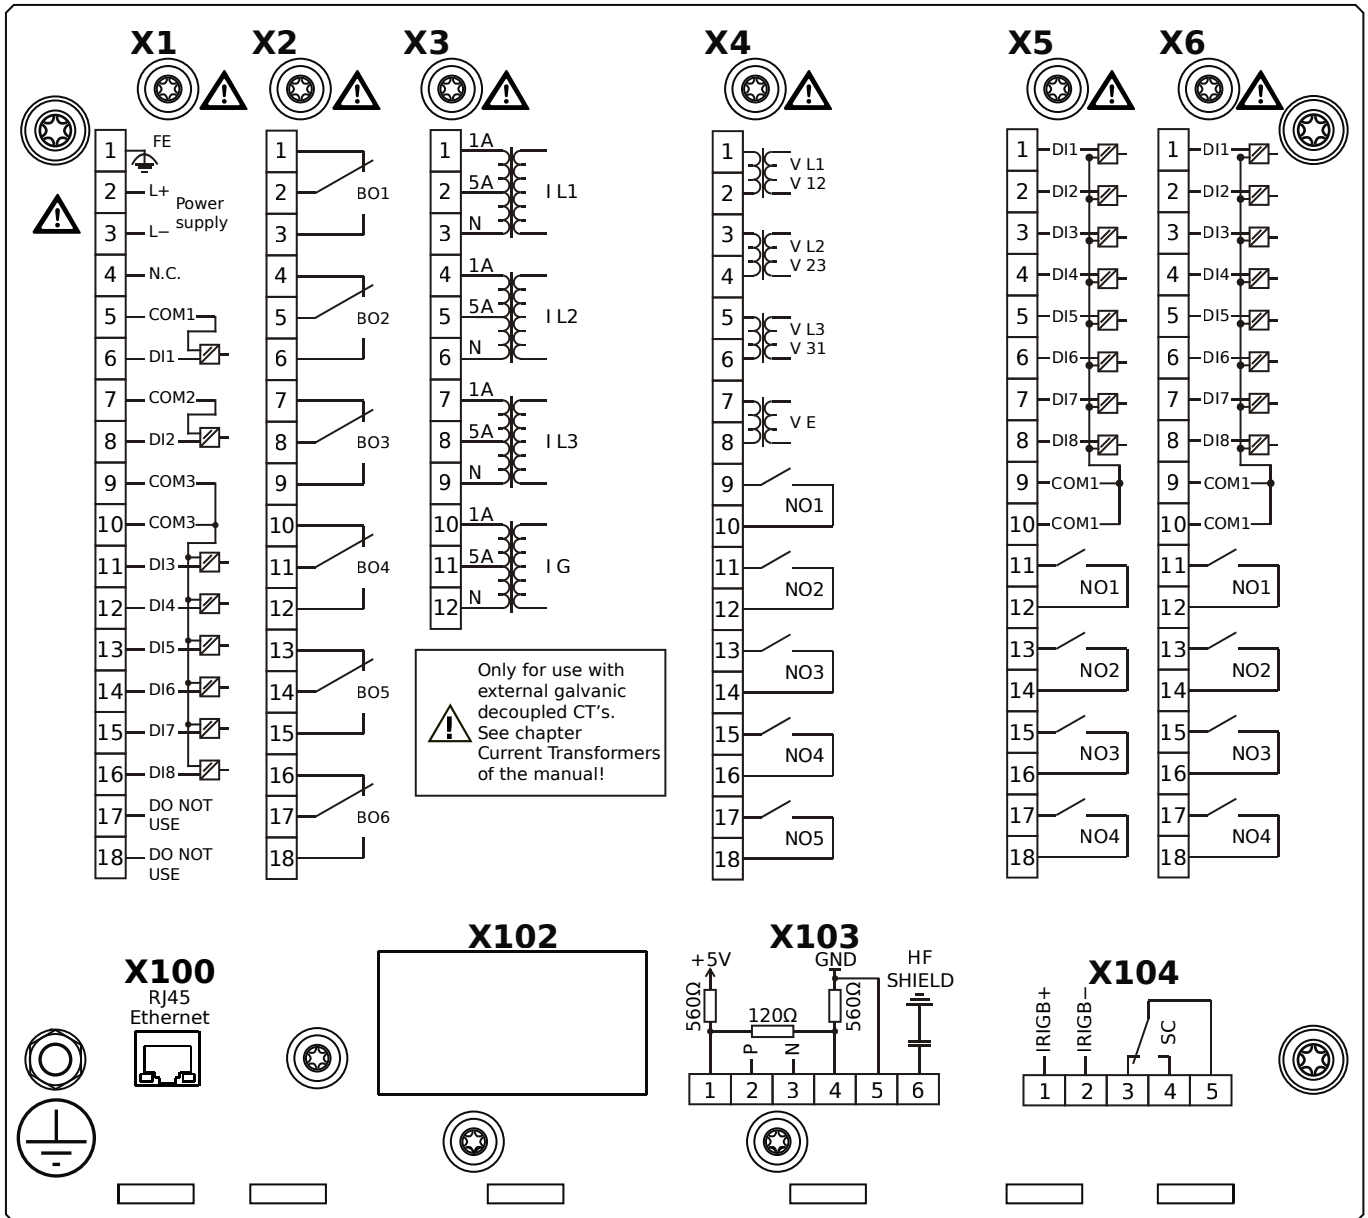 X1
1
FE
2
L+
Power
supply
3
L−
4
N.C.
5
COM1
6
DI1
7
COM2
8
DI2
9
COM3
10
COM3
11
DI3
12
DI4
13
DI5
14
DI6
15
DI7
16
DI8
17
DO NOT
USE
18
DO NOT
USE
X2
1
2
BO1
3
4
5
BO2
6
7
8
BO3
9
10
11
BO4
12
13
14
BO5
15
16
17
BO6
18
X3
1
1A
2
5A
I L1
3
N
4
1A
5
5A
I L2
6
N
7
1A
8
5A
I L3
9
N
10
1A
11
5A
I G
12
N
Only for use with
external galvanic
decoupled CT's.
See chapter
Current Transformers
of the manual!
X4
1
V L1
V 12
2
3
V L2
V 23
4
5
V L3
V 31
6
7
V E
8
9
NO1
10
11
NO2
12
13
NO3
14
15
NO4
16
17
NO5
18
X5
1
DI1
2
DI2
3
DI3
4
DI4
5
DI5
6
DI6
7
DI7
8
DI8
9
COM1
10
COM1
11
NO1
12
13
NO2
14
15
NO3
16
17
NO4
18
X6
1
DI1
2
DI2
3
DI3
4
DI4
5
DI5
6
DI6
7
DI7
8
DI8
9
COM1
10
COM1
11
NO1
12
13
NO2
14
15
NO3
16
17
NO4
18
X100
RJ45
Ethernet
X102
X103
+5V
GND
HF
SHIELD
560Ω
120Ω
560Ω
P
N
1 2 3 4 5 6
X104
IRIGB+
IRIGB−
SC
1 2 3 4 5